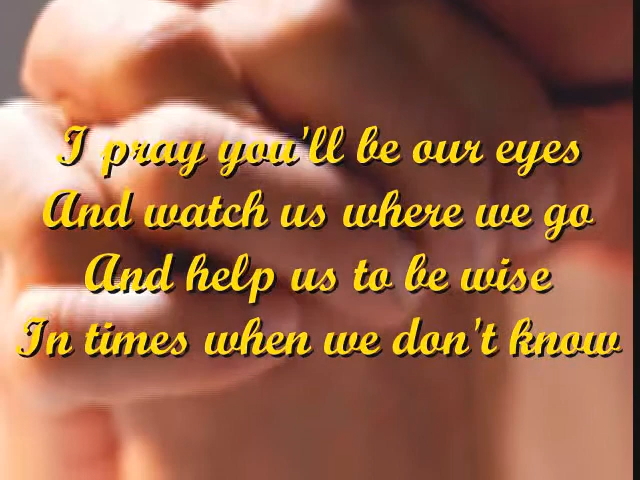 I pray you'll be our eyes
And watch us where we go
And help us to be wise
In times when we don't know